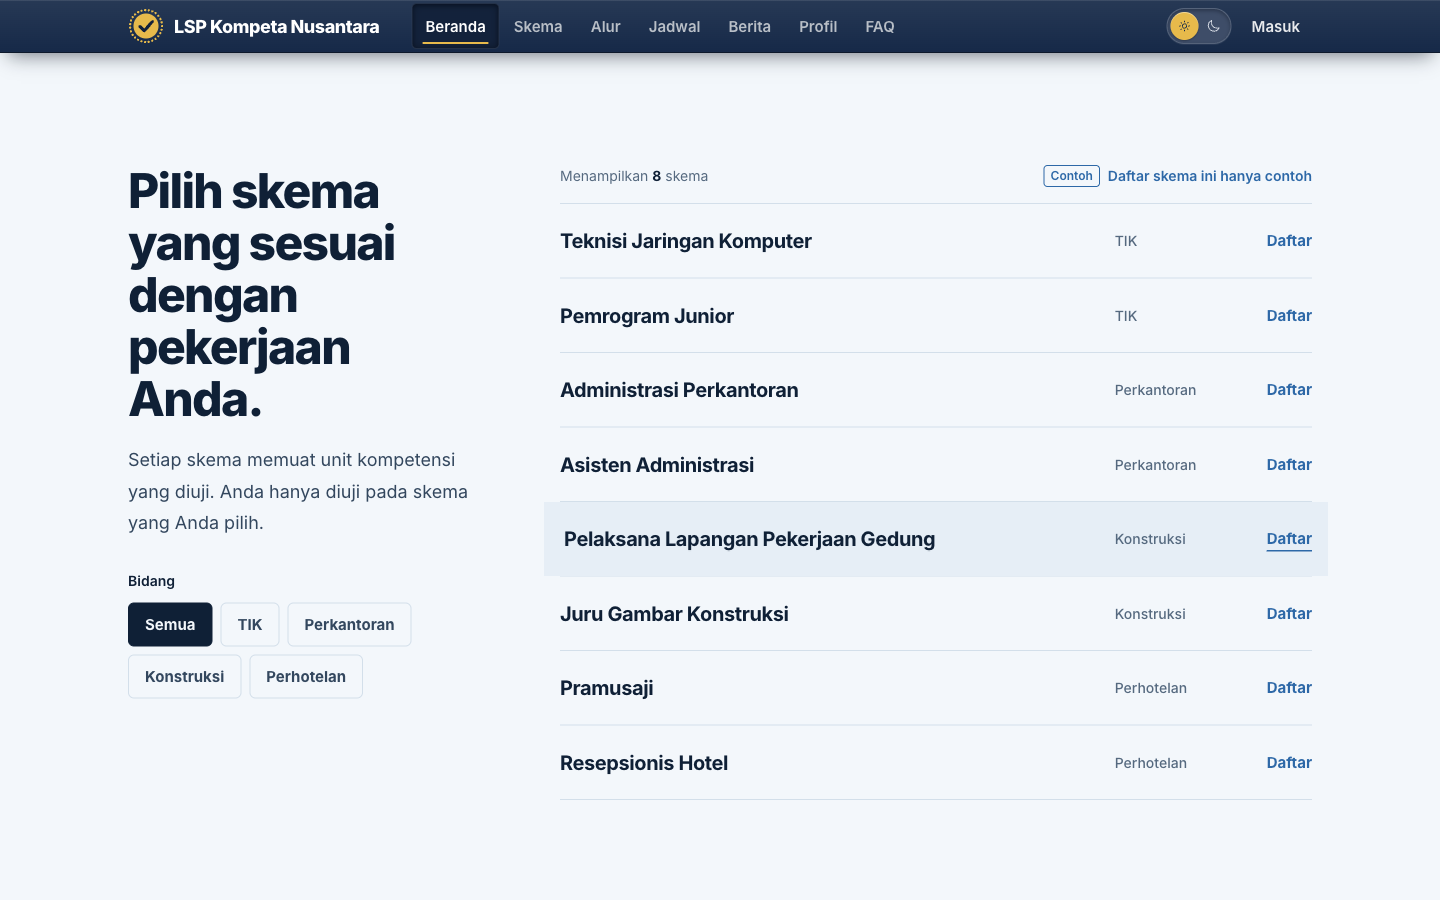 LSP Kompeta Nusantara
Beranda
Skema
Alur
Jadwal
Berita
Profil
FAQ
Masuk
Pilih skema
yang sesuai
dengan
pekerjaan
Anda.
Setiap skema memuat unit kompetensi
yang diuji. Anda hanya diuji pada skema
yang Anda pilih.
Bidang
Semua
TIK
Perkantoran
Konstruksi
Perhotelan
Menampilkan 8 skema
Contoh
Daftar skema ini hanya contoh
Teknisi Jaringan Komputer
TIK
Daftar
Pemrogram Junior
TIK
Daftar
Administrasi Perkantoran
Perkantoran
Daftar
Asisten Administrasi
Perkantoran
Daftar
Pelaksana Lapangan Pekerjaan Gedung
Konstruksi
Daftar
Juru Gambar Konstruksi
Konstruksi
Daftar
Pramusaji
Perhotelan
Daftar
Resepsionis Hotel
Perhotelan
Daftar